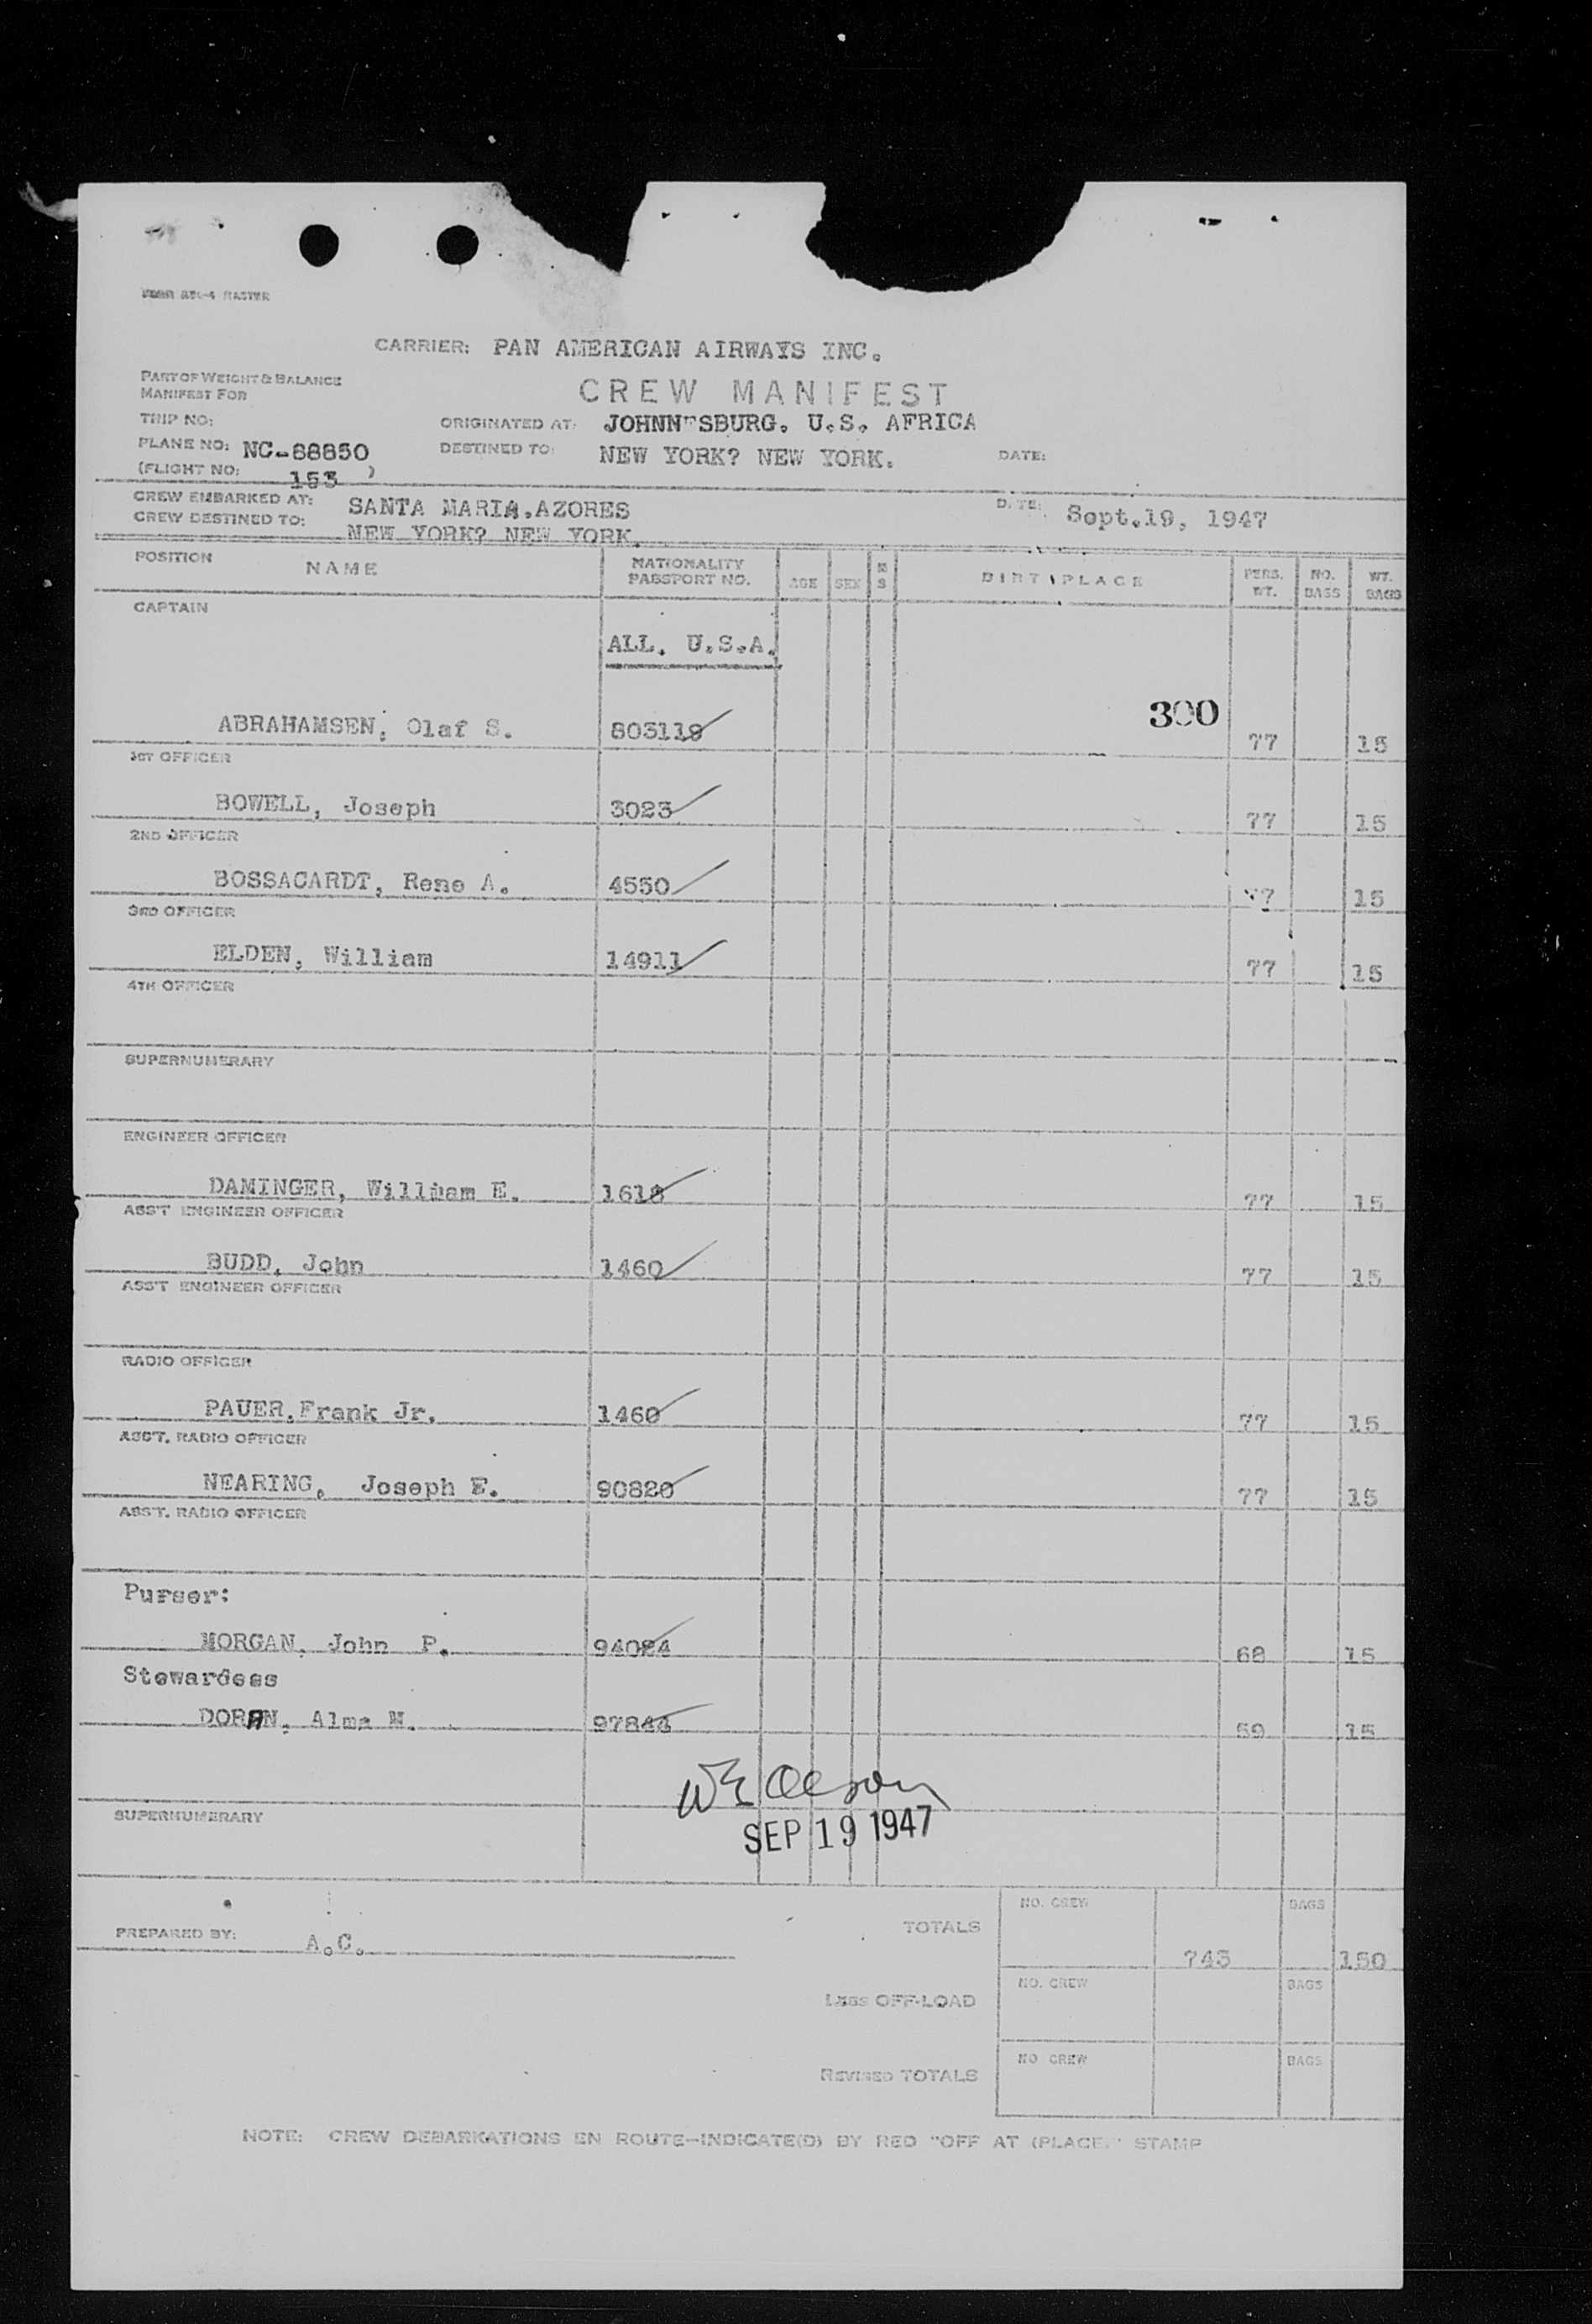 CARRIER: PAN AMERICAN AIRWAYS INC.
PART OF WEIGHT & BALANCE
MANIFEST FOR
CREW MANIFEST
TRIP NO:
ORIGINATED AT: JOHNN"SBURG. U.S. AFRICA
PLANE NO: NC-88850
DESTINED TO: NEW YORK? NEW YORK. DATE:
(FLIGHT NO: 153 )
CREW EMBARKED AT: SANTA MARIA.AZORES DATE: Sept.19, 1947
CREW DESTINED TO: NEW YORK? NEW YORK.
POSITION NAME NATIONALITY PASSPORT NO. AGE SEX M S BIRTHPLACE PERS. WT. NO. BAGS WT. BAGS
CAPTAIN
ALL. U.S.A.
300
ABRAHAMSEN, Olaf S. 803119 77 15
1ST OFFICER
BOWELL, Joseph 3023 77 15
2ND OFFICER
BOSSACARDT, Rene A. 4550 77 15
3RD OFFICER
ELDEN, William 14911 77 15
4TH OFFICER
SUPERNUMERARY
ENGINEER OFFICER
DAMINGER, William E. 1618 77 15
ASS'T ENGINEER OFFICER
BUDD, John 1460 77 15
ASS'T ENGINEER OFFICER
RADIO OFFICER
PAUER.Frank Jr. 1460 77 15
ASS'T. RADIO OFFICER
NEARING, Joseph E. 90820 77 15
ASS'T. RADIO OFFICER
Purser:
MORGAN, John P. 94084 68 15
Stewardess
DORAN, Alma M. 97844 59 15
W E Olson
SUPERNUMERARY
SEP 19 1947
NO. CREW BAGS
PREPARED BY: A.C. TOTALS 743 150
NO. CREW BAGS
LESS OFF-LOAD
NO CREW BAGS
REVISED TOTALS
NOTE: CREW DEBARKATIONS EN ROUTE-INDICATE(D) BY RED "OFF AT (PLACE." STAMP